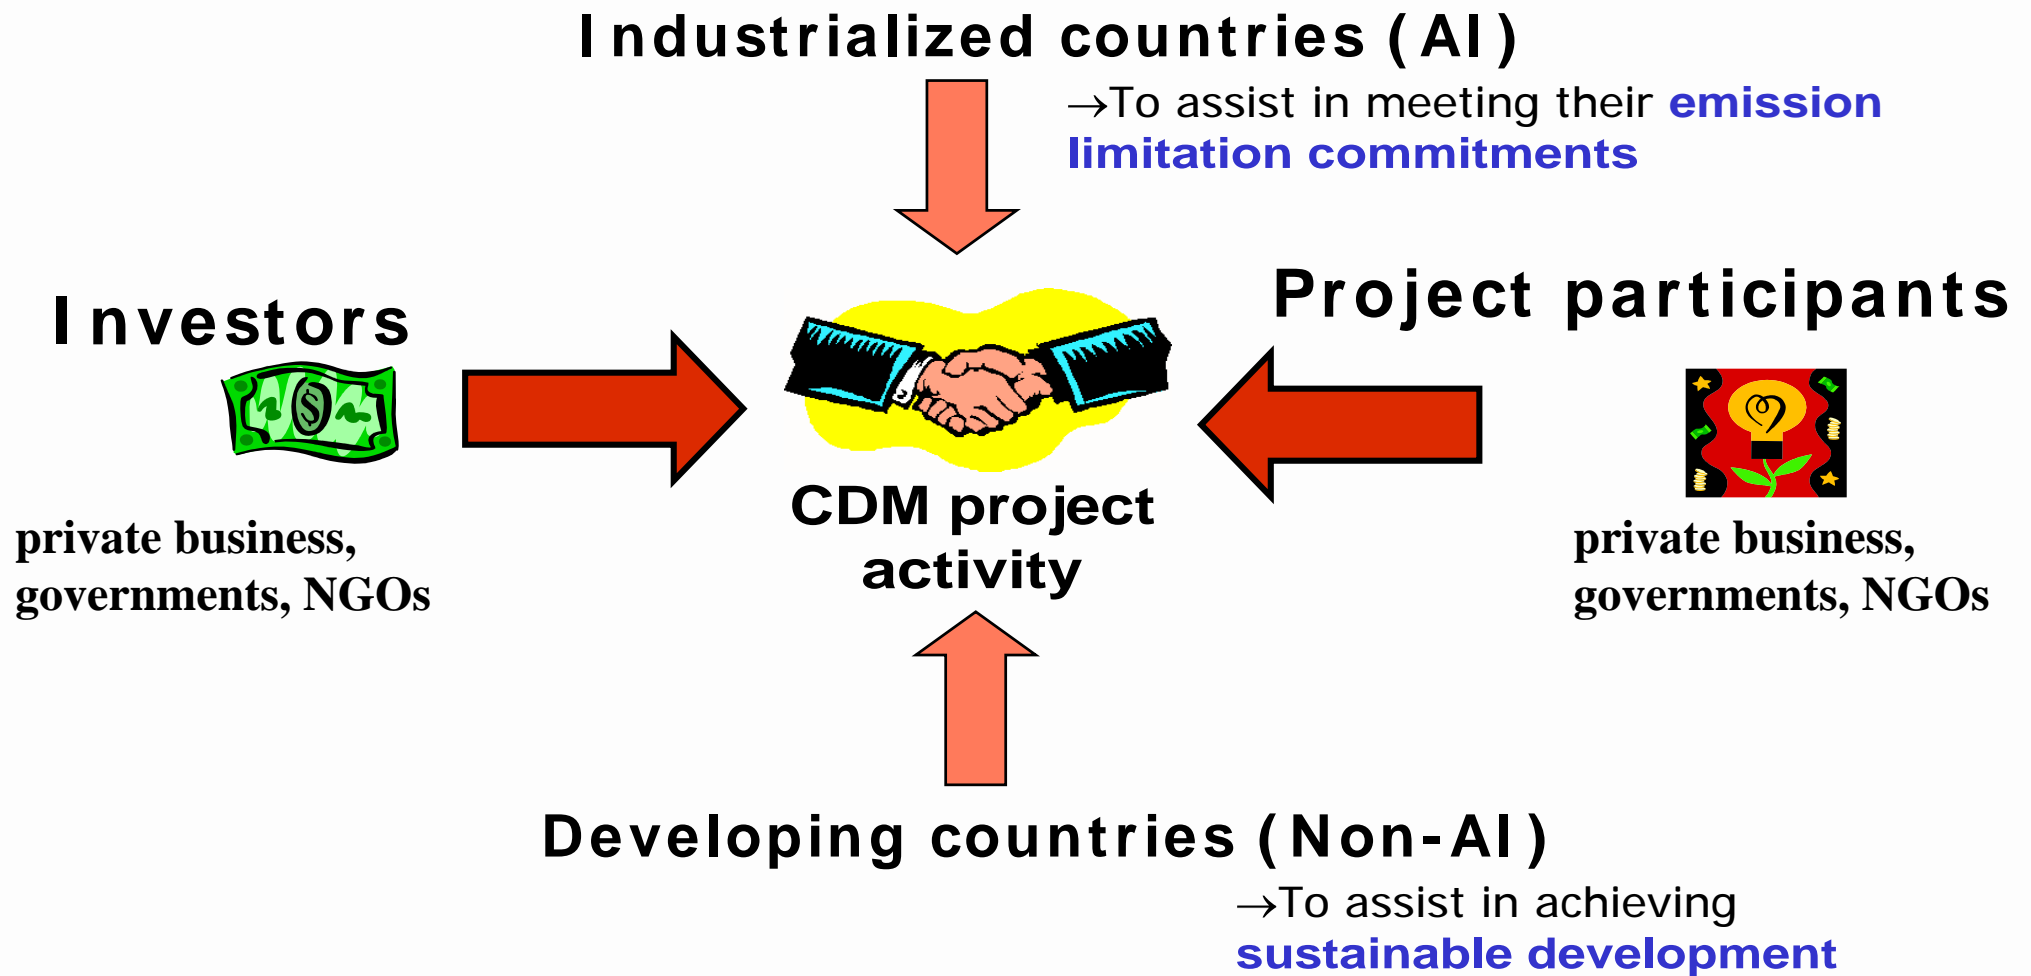 Industrialized countries (AI)
→To assist in meeting their emission
limitation commitments
Investors
Project participants
$
CDM project
activity
private business,
governments, NGOs
private business,
governments, NGOs
Developing countries (Non-AI)
→To assist in achieving
sustainable development